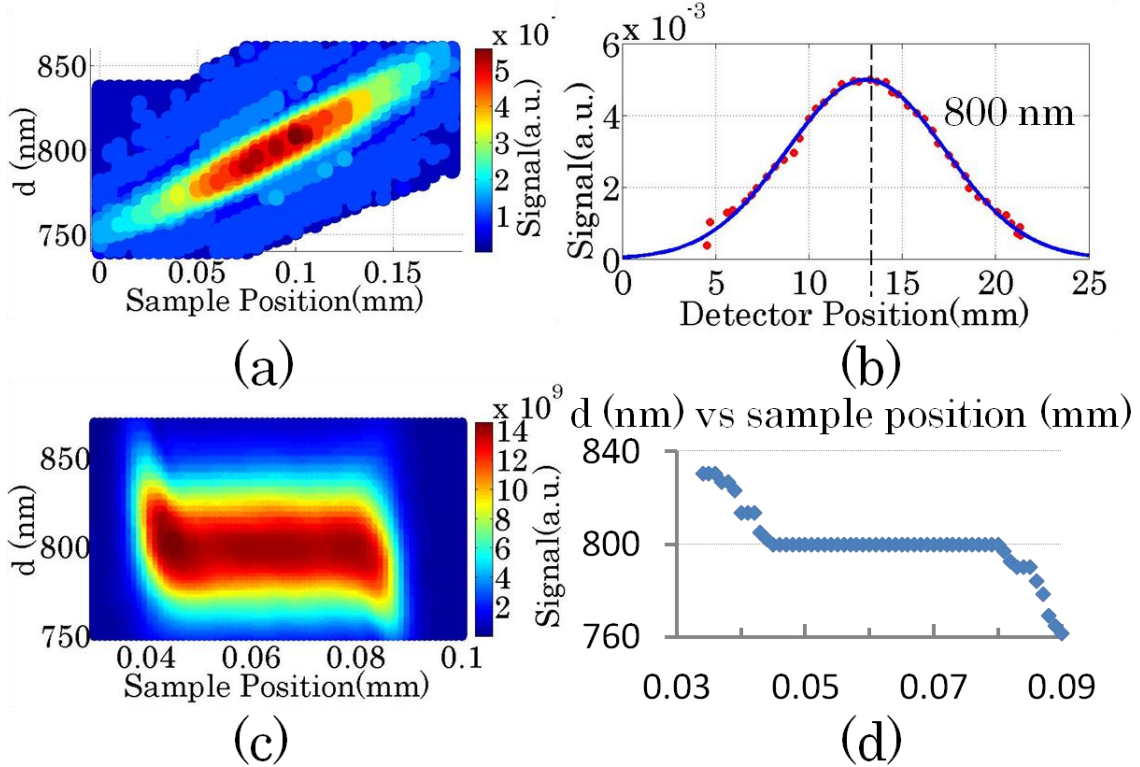 x 10⁻
850
800
750
d (nm)
0
0.05
0.1
0.15
Sample Position(mm)
5
4
3
2
1
Signal(a.u.)
(a)
x 10⁻³
6
4
2
0
Signal(a.u.)
800 nm
0
5
10
15
20
25
Detector Position(mm)
(b)
x 10⁹
850
800
750
d (nm)
0.04
0.06
0.08
0.1
Sample Position(mm)
14
10
8
6
4
2
Signal(a.u.)
(c)
d (nm) vs sample position (mm)
840
800
760
0.03
0.05
0.07
0.09
(d)